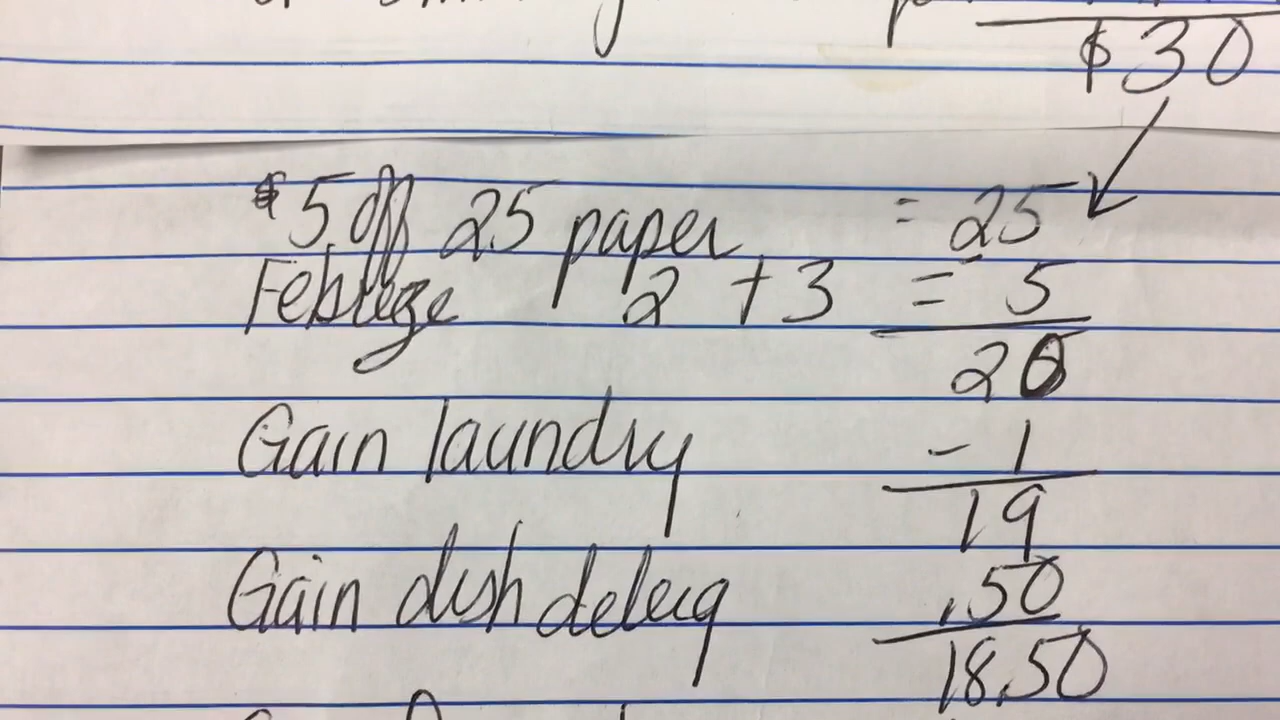 $30
$5 off 25 paper = 25
Febreze 2 + 3 = - 5
20
Gain laundry - 1
19
Gain dish deterg .50
18.50